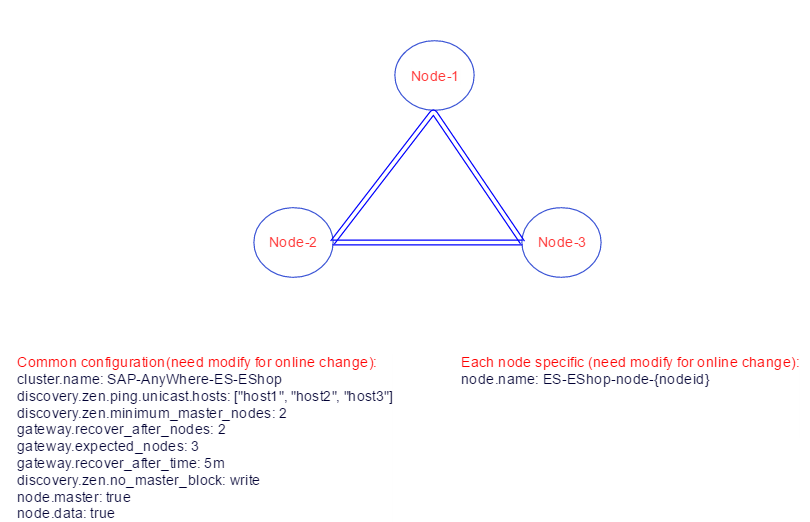 Node-1
Node-2
Node-3
Common configuration(need modify for online change):
cluster.name: SAP-AnyWhere-ES-EShop
discovery.zen.ping.unicast.hosts: ["host1", "host2", "host3"]
discovery.zen.minimum_master_nodes: 2
gateway.recover_after_nodes: 2
gateway.expected_nodes: 3
gateway.recover_after_time: 5m
discovery.zen.no_master_block: write
node.master: true
node.data: true
Each node specific (need modify for online change):
node.name: ES-EShop-node-{nodeid}